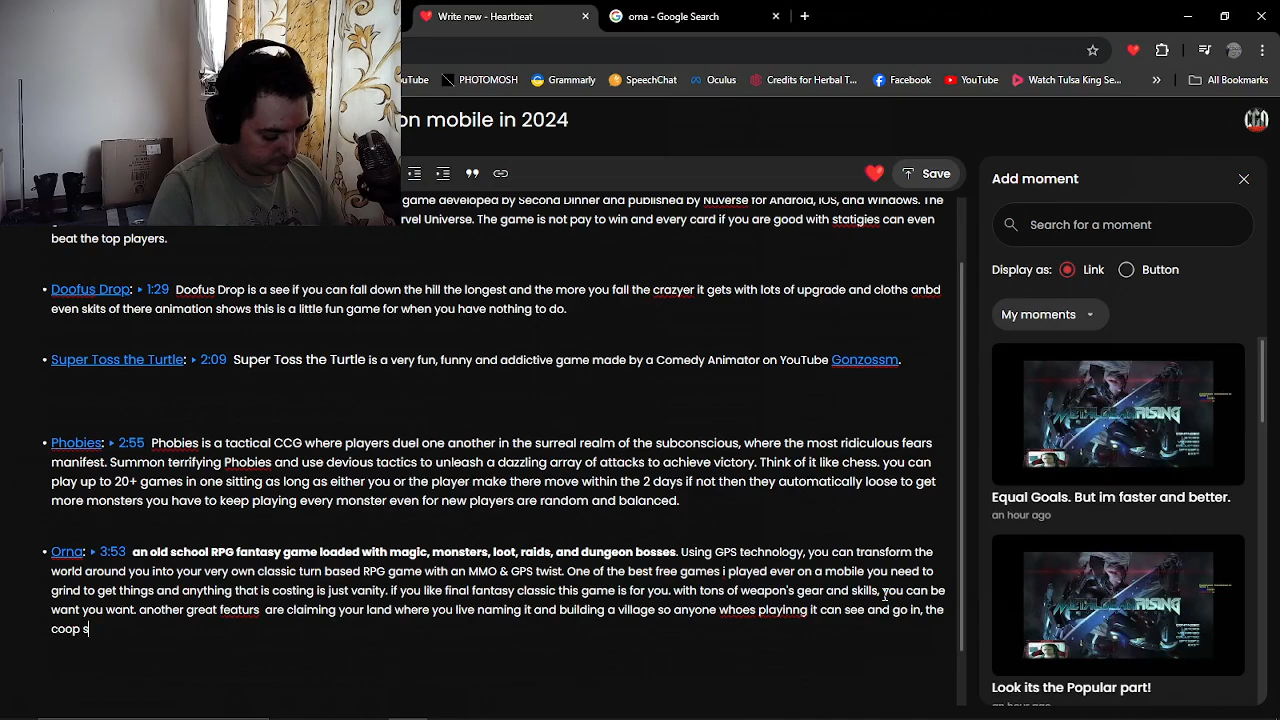 Write new - Heartbeat
orna - Google Search
YouTube
PHOTOMOSH
Grammarly
SpeechChat
Oculus
Credits for Herbal T...
Facebook
YouTube
Watch Tulsa King Se...
All Bookmarks
on mobile in 2024
CCG
Save
game developed by Second Dinner and published by Nuverse for Android, iOS, and Windows. The
rvel Universe. The game is not pay to win and every card if you are good with statigies can even
beat the top players.
• Doofus Drop: 1:29 Doofus Drop is a see if you can fall down the hill the longest and the more you fall the crazyer it gets with lots of upgrade and cloths anbd
even skits of there animation shows this is a little fun game for when you have nothing to do.
• Super Toss the Turtle: 2:09 Super Toss the Turtle is a very fun, funny and addictive game made by a Comedy Animator on YouTube Gonzossm.
• Phobies: 2:55 Phobies is a tactical CCG where players duel one another in the surreal realm of the subconscious, where the most ridiculous fears
manifest. Summon terrifying Phobies and use devious tactics to unleash a dazzling array of attacks to achieve victory. Think of it like chess. you can
play up to 20+ games in one sitting as long as either you or the player make there move within the 2 days if not then they automatically loose to get
more monsters you have to keep playing every monster even for new players are random and balanced.
• Orna: 3:53 an old school RPG fantasy game loaded with magic, monsters, loot, raids, and dungeon bosses. Using GPS technology, you can transform the
world around you into your very own classic turn based RPG game with an MMO & GPS twist. One of the best free games i played ever on a mobile you need to
grind to get things and anything that is costing is just vanity. if you like final fantasy classic this game is for you. with tons of weapon's gear and skills, you can be
want you want. another great featurs are claiming your land where you live naming it and building a village so anyone whoes playinng it can see and go in, the
coop s
Add moment
Search for a moment
Display as: Link Button
My moments
METAL GEAR RISING
Equal Goals. But im faster and better.
an hour ago
METAL GEAR RISING
Look its the Popular part!
an hour ago